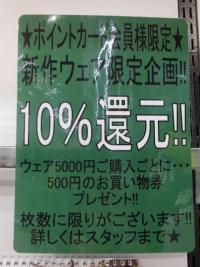 ★ポイントカード会員様限定★
新作ウェア限定企画!!
10%還元!!
ウェア5000円ご購入ごとに･･･
500円のお買い物券
プレゼント!!
枚数に限りがございます!!
詳しくはスタッフまで★